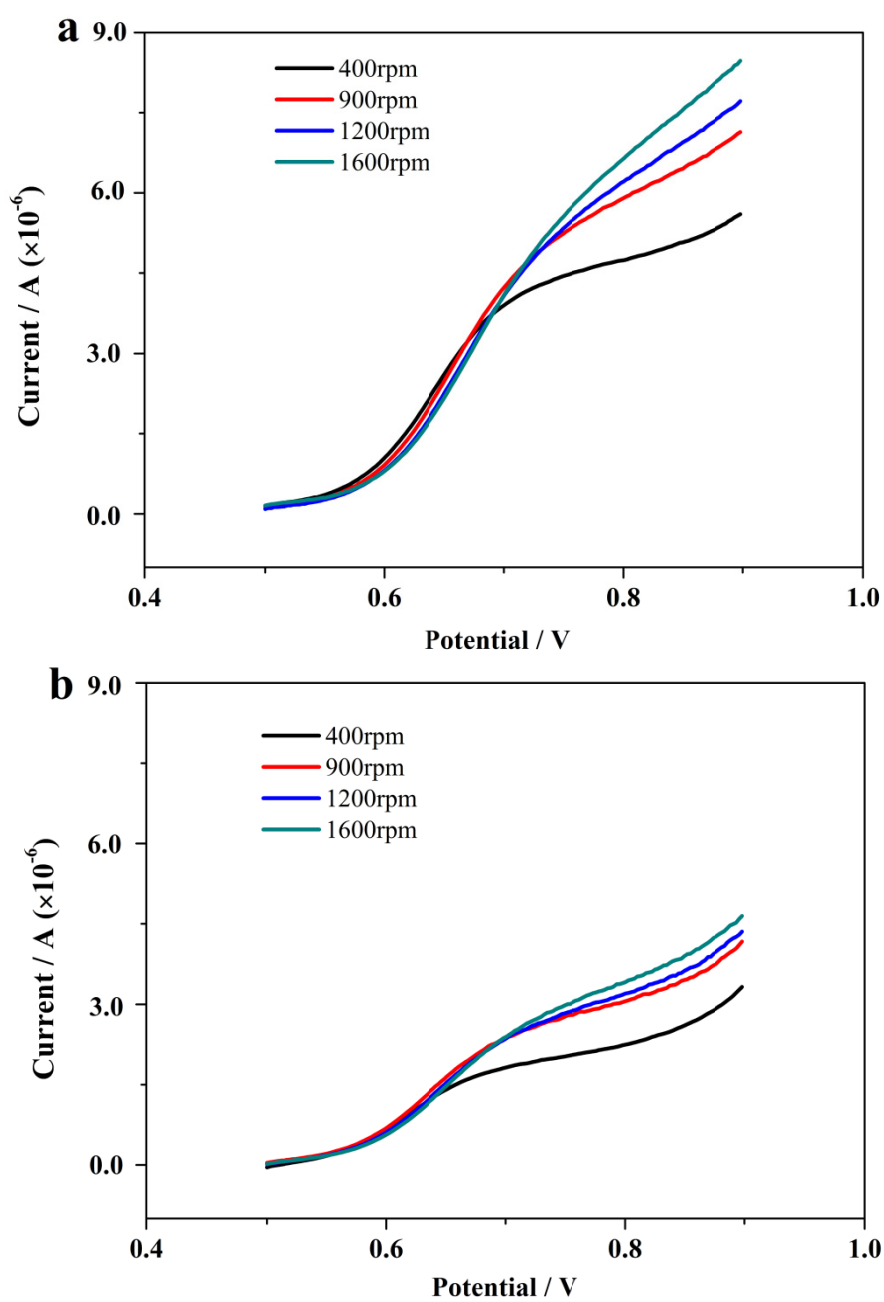 a
9.0
400rpm
900rpm
1200rpm
1600rpm
6.0
3.0
0.0
Current / A (×10⁻⁶)
0.4 0.6 0.8 1.0
Potential / V
b
9.0
400rpm
900rpm
1200rpm
1600rpm
6.0
3.0
0.0
Current / A (×10⁻⁶)
0.4 0.6 0.8 1.0
Potential / V